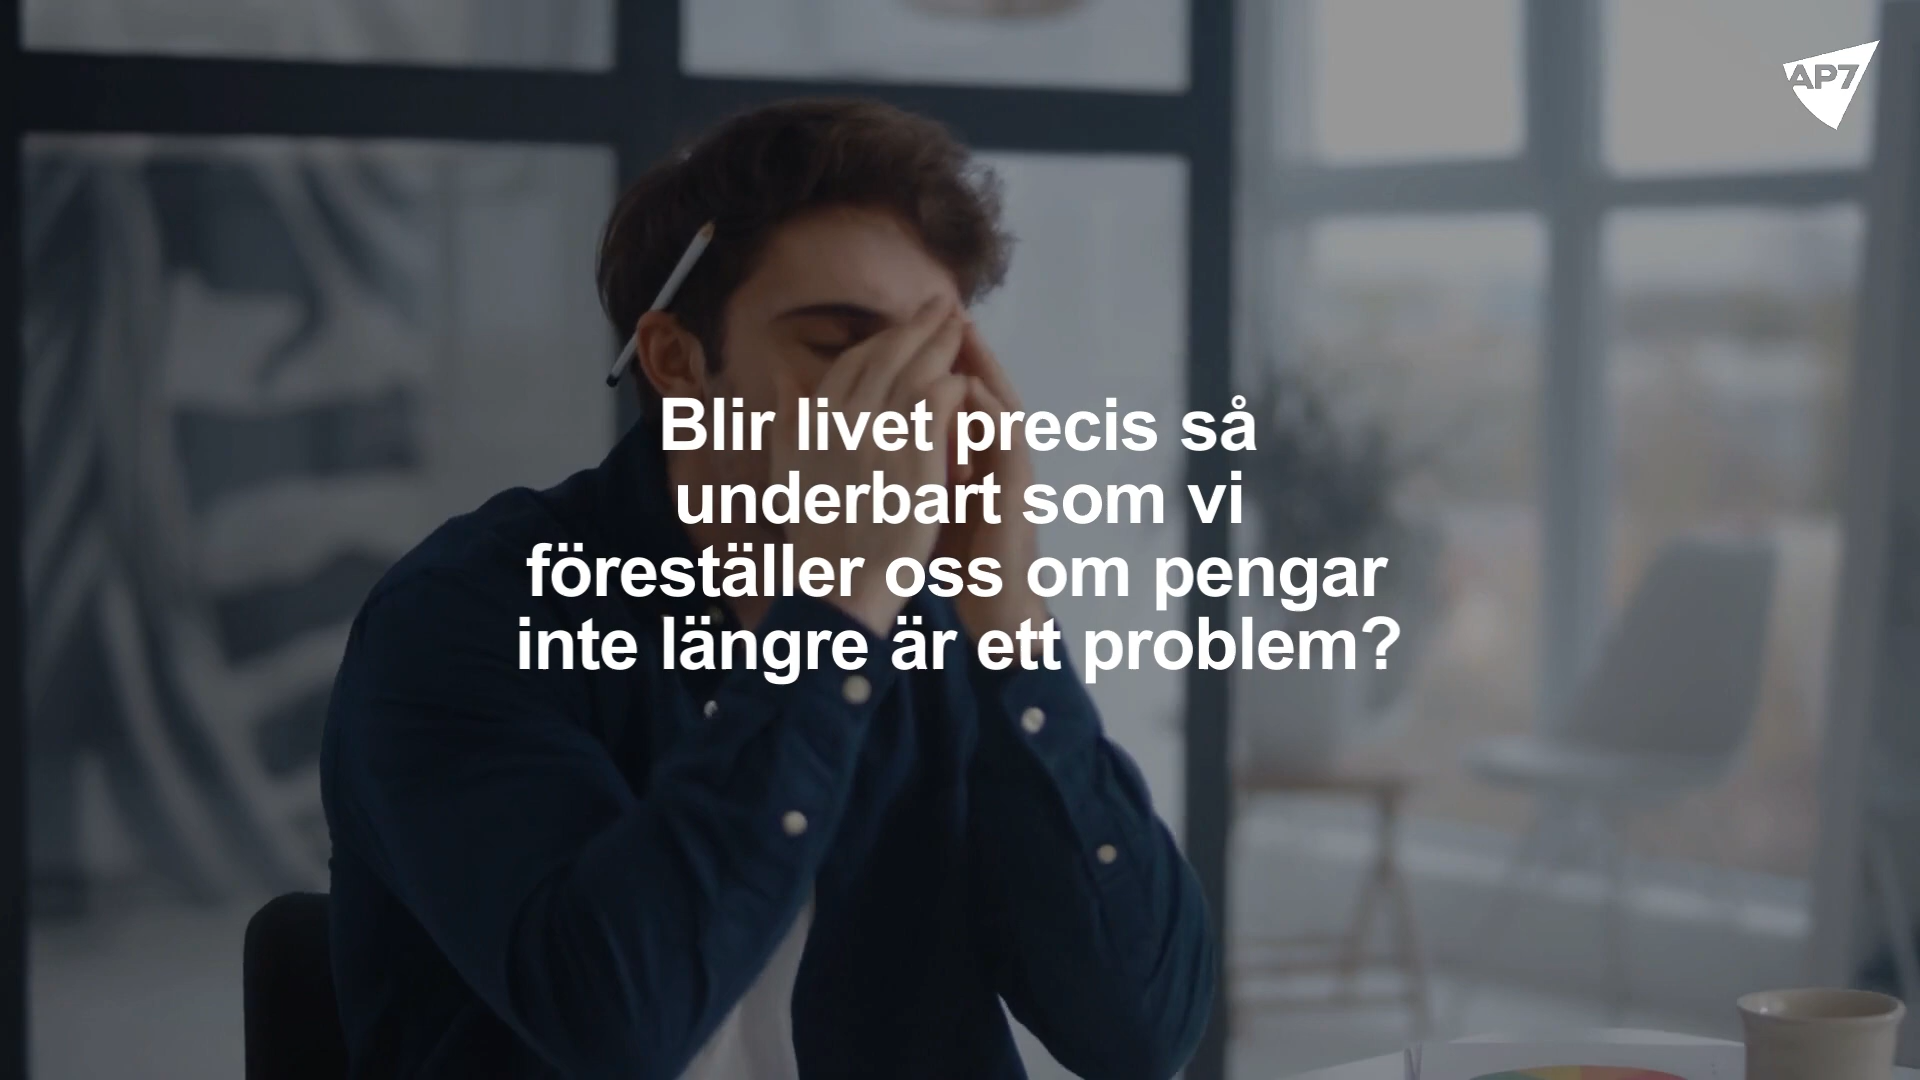 AP7
Blir livet precis så
underbart som vi
föreställer oss om pengar
inte längre är ett problem?